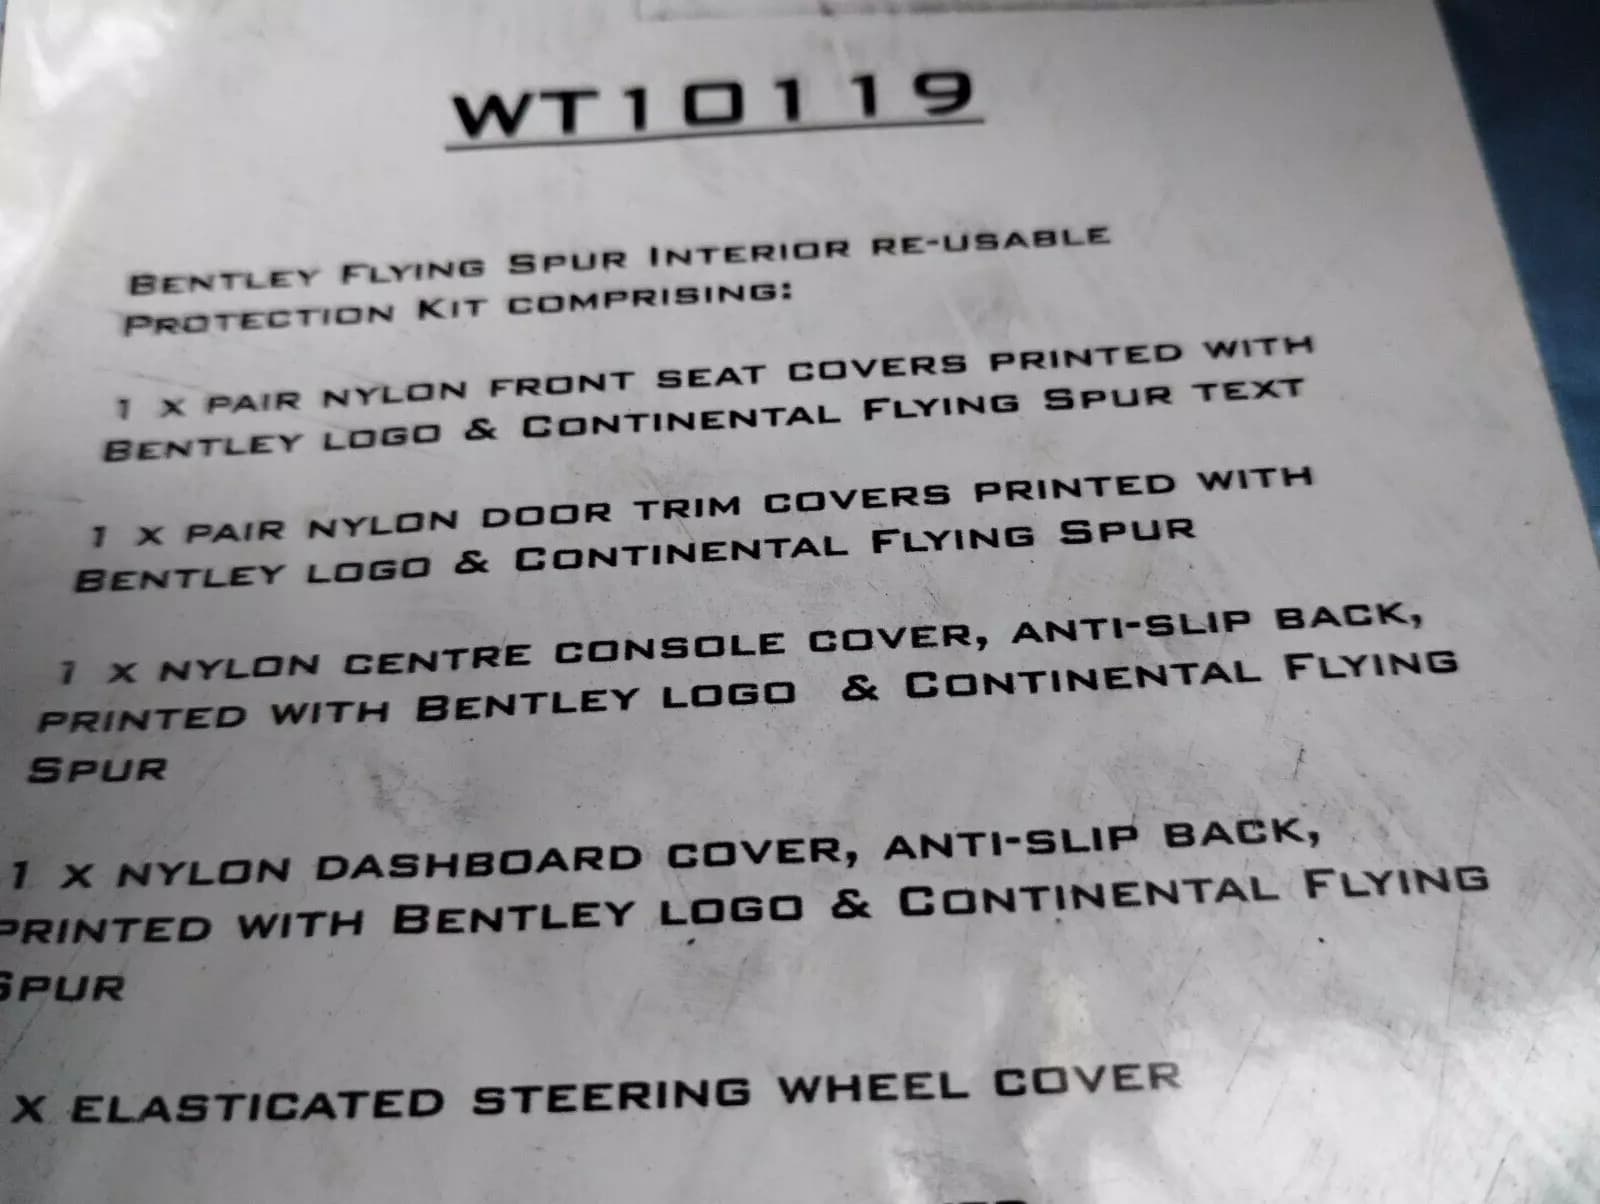 WT10119
Bentley Flying Spur Interior re-usable
Protection Kit comprising:
1 x pair nylon front seat covers printed with
Bentley logo & Continental Flying Spur text
1 x pair nylon door trim covers printed with
Bentley logo & Continental Flying Spur
1 x nylon centre console cover, anti-slip back,
printed with Bentley logo & Continental Flying
Spur
1 x nylon dashboard cover, anti-slip back,
printed with Bentley logo & Continental Flying
Spur
x elasticated steering wheel cover